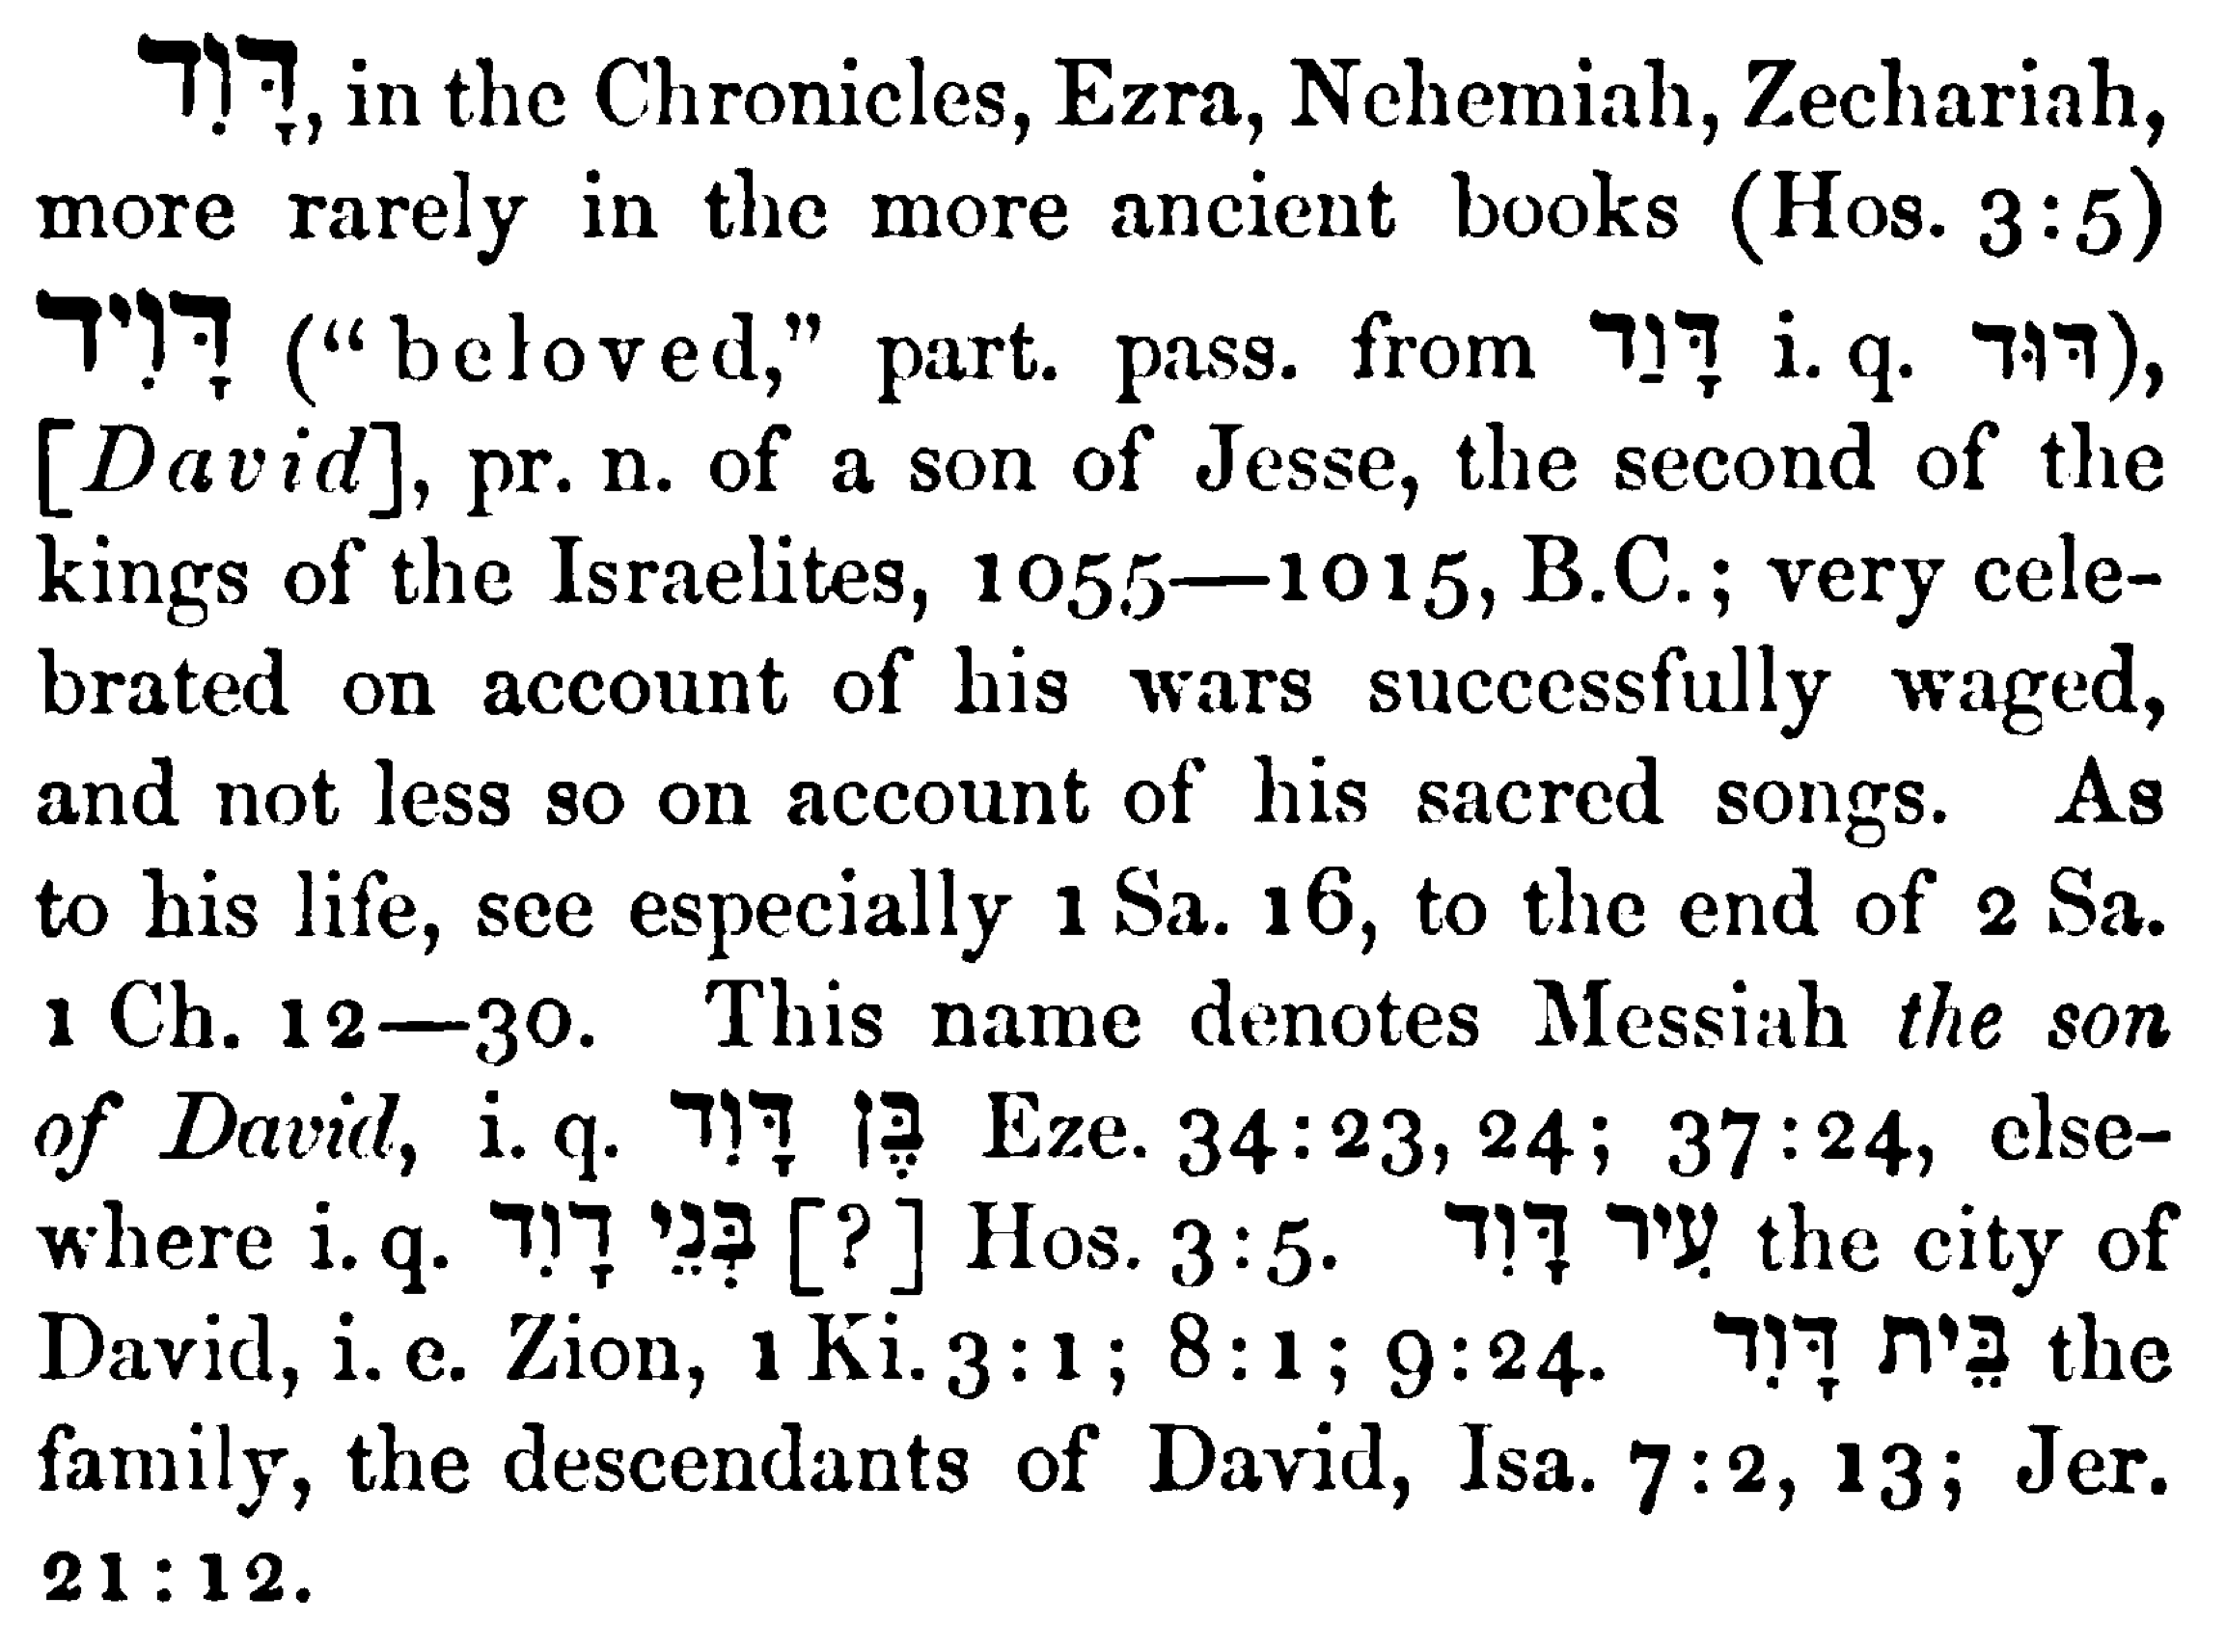 דָּוִד, in the Chronicles, Ezra, Nehemiah, Zechariah,
more rarely in the more ancient books (Hos. 3:5)
דָּוִיד (“beloved,” part. pass. from דָּוַד i. q. דּוּד),
[David], pr. n. of a son of Jesse, the second of the
kings of the Israelites, 1055—1015, B.C.; very cele-
brated on account of his wars successfully waged,
and not less so on account of his sacred songs. As
to his life, see especially 1 Sa. 16, to the end of 2 Sa.
1 Ch. 12—30. This name denotes Messiah the son
of David, i. q. בֶּן דָּוִד Eze. 34:23, 24; 37:24, else-
where i. q. בְּנֵי דָוִד [?] Hos. 3:5. עִיר דָּוִד the city of
David, i. e. Zion, 1 Ki. 3:1; 8:1; 9:24. בֵּית דָּוִד the
family, the descendants of David, Isa. 7:2, 13; Jer.
21:12.